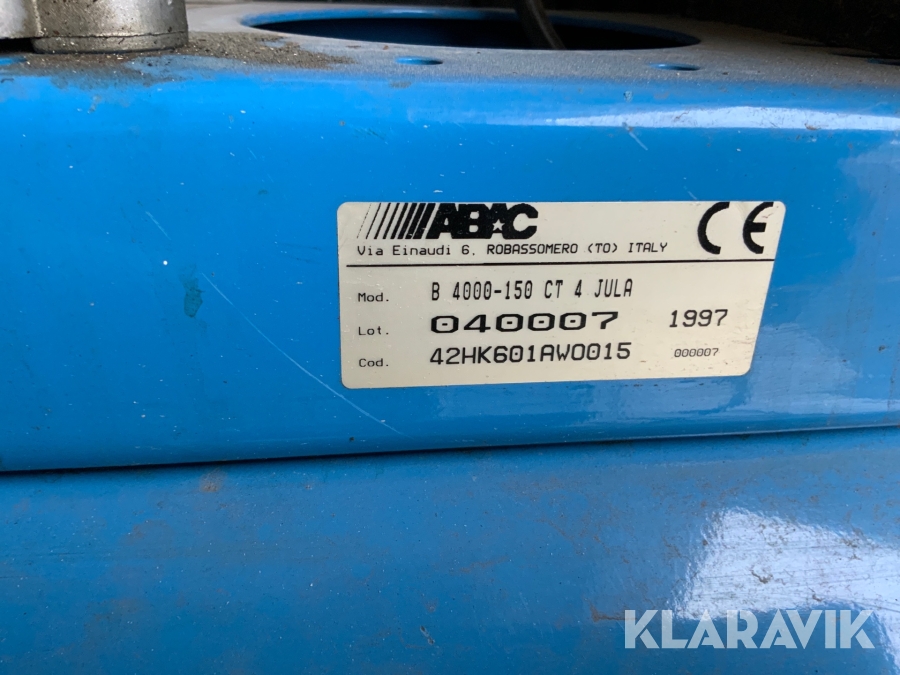 ABAC CE
Via Einaudi 6, ROBASSOMERO (TO) ITALY
Mod. B 4000-150 CT 4 JULA
Lot. 040007 1997
Cod. 42HK601AW0015 000007
KLARAVIK